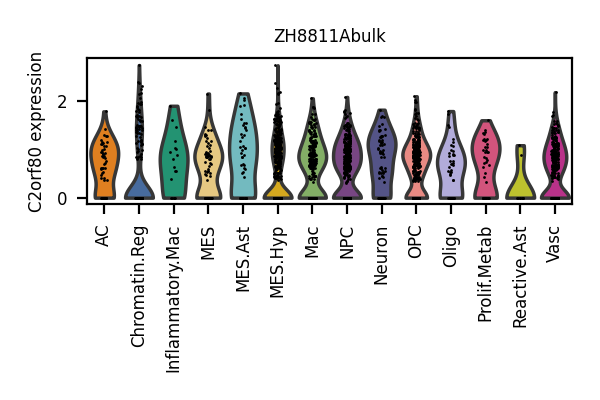 ZH8811Abulk
C2orf80 expression
2
0
AC
Chromatin.Reg
Inflammatory.Mac
MES
MES.Ast
MES.Hyp
Mac
NPC
Neuron
OPC
Oligo
Prolif.Metab
Reactive.Ast
Vasc